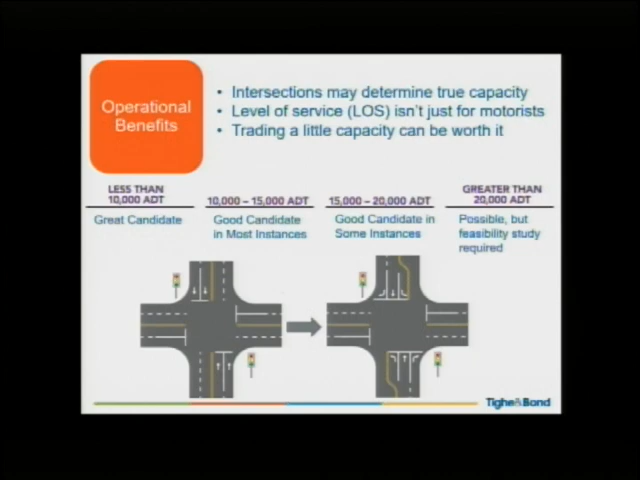 Operational
Benefits
• Intersections may determine true capacity
• Level of service (LOS) isn't just for motorists
• Trading a little capacity can be worth it
LESS THAN
10,000 ADT
Great Candidate
10,000 – 15,000 ADT
Good Candidate
in Most Instances
15,000 – 20,000 ADT
Good Candidate in
Some Instances
GREATER THAN
20,000 ADT
Possible, but
feasibility study
required
Tighe&Bond